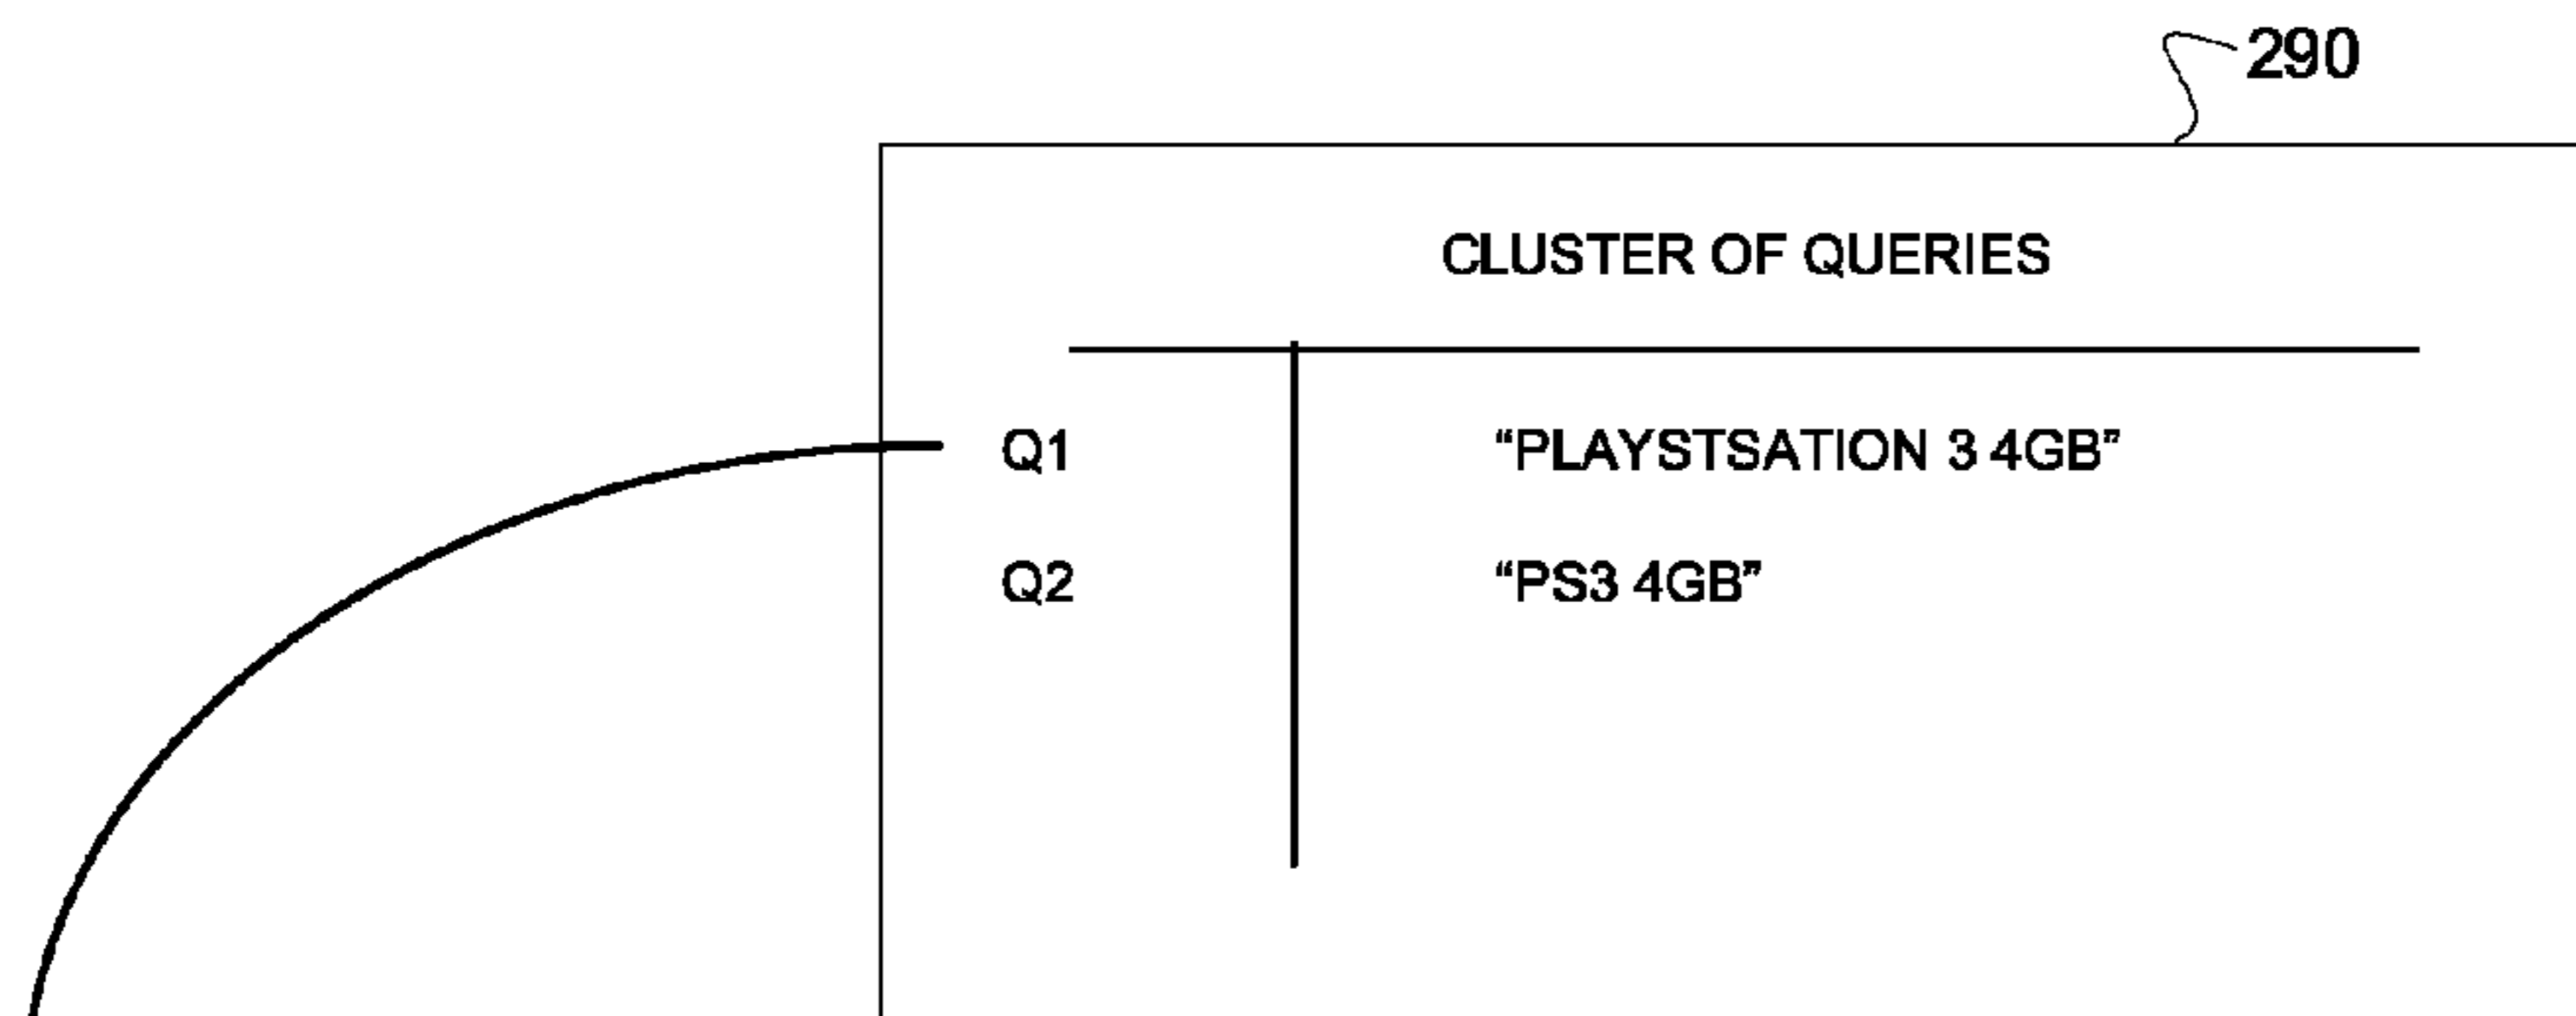 290
CLUSTER OF QUERIES
Q1 “PLAYSTSATION 3 4GB”
Q2 “PS3 4GB”